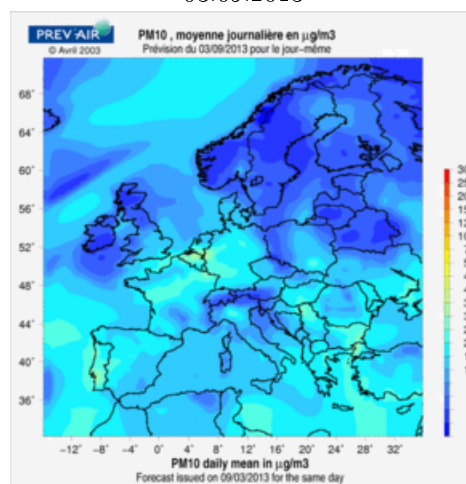 PREV'AIR
© Avril 2003
PM10 , moyenne journalière en µg/m3
Prévision du 03/09/2013 pour le jour-même
68°
64°
60°
56°
52°
48°
44°
40°
36°
−12° −8° −4° 0° 4° 8° 12° 16° 20° 24° 28° 32°
PM10 daily mean in µg/m3
Forecast issued on 09/03/2013 for the same day